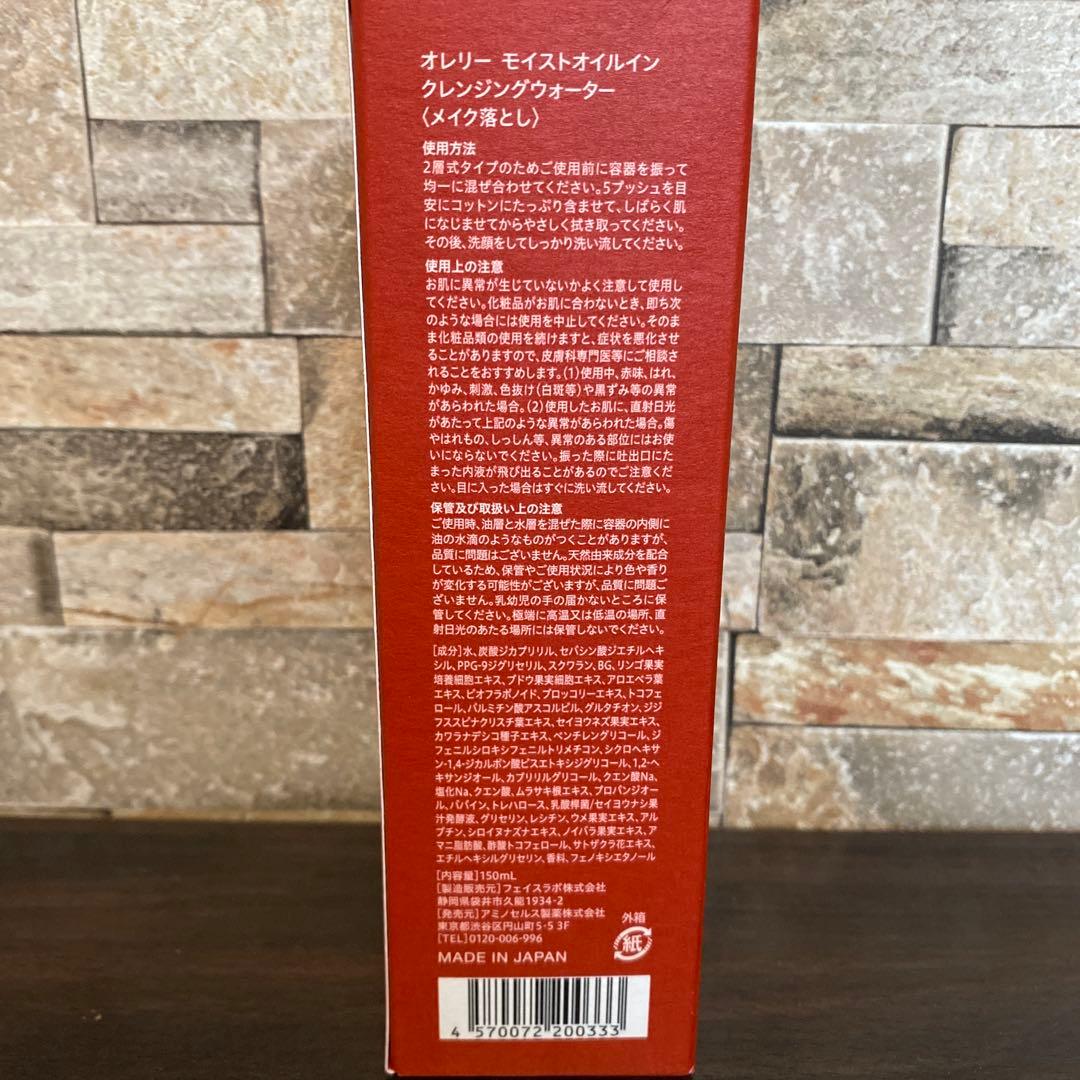 オレリー モイストオイルイン
クレンジングウォーター
〈メイク落とし〉
使用方法
2層式タイプのためご使用前に容器を振って
均一に混ぜ合わせてください。5プッシュを目
安にコットンにたっぷり含ませて、しばらく肌
になじませてからやさしく拭き取ってください。
その後、洗顔をしてしっかり洗い流してください。
使用上の注意
お肌に異常が生じていないかよく注意して使用し
てください。化粧品がお肌に合わないとき、即ち次
のような場合には使用を中止してください。そのま
ま化粧品類の使用を続けますと、症状を悪化させ
ることがありますので、皮膚科専門医等にご相談さ
れることをおすすめします。(1)使用中、赤味、はれ、
かゆみ、刺激、色抜け(白斑等)や黒ずみ等の異常
があらわれた場合。(2)使用したお肌に、直射日光
があたって上記のような異常があらわれた場合。傷
やはれもの、しっしん等、異常のある部位にはお使
いにならないでください。振った際に吐出口にた
まった内液が飛び出ることがあるのでご注意くだ
さい。目に入った場合はすぐに洗い流してください。
保管及び取扱い上の注意
ご使用時、油層と水層を混ぜた際に容器の内側に
油の水滴のようなものがつくことがありますが、
品質に問題はございません。天然由来成分を配合
しているため、保管やご使用状況により色や香り
が変化する可能性がございますが、品質に問題ご
ざいません。乳幼児の手の届かないところに保
管してください。極端に高温又は低温の場所、直
射日光のあたる場所には保管しないでください。
[成分]水、炭酸ジカプリリル、セバシン酸ジエチルヘキ
シル、PPG-9ジグリセリル、スクワラン、BG、リンゴ果実
培養細胞エキス、ブドウ果実細胞エキス、アロエベラ葉
エキス、ビオフラボノイド、ブロッコリーエキス、トコフェ
ロール、パルミチン酸アスコルビル、グルタチオン、ジジ
フススピナクリスチ葉エキス、セイヨウネズ果実エキス、
カワラナデシコ種子エキス、ペンチレングリコール、ジ
フェニルシロキシフェニルトリメチコン、シクロヘキサ
ン-1,4-ジカルボン酸ビスエトキシジグリコール、1,2-ヘ
キサンジオール、カプリリルグリコール、クエン酸Na、
塩化Na、クエン酸、ムラサキ根エキス、プロパンジオー
ル、パパイン、トレハロース、乳酸桿菌/セイヨウナシ果
汁発酵液、グリセリン、レシチン、ウメ果実エキス、アル
ブチン、シロイヌナズナエキス、ノイバラ果実エキス、ア
マニ脂肪酸、酢酸トコフェロール、サトザクラ花エキス、
エチルヘキシルグリセリン、香料、フェノキシエタノール
[内容量]150mL
[製造販売元]フェイスラボ株式会社
静岡県袋井市久能1934-2
[発売元]アミノセルス製薬株式会社
東京都渋谷区円山町5-5 3F
[TEL]0120-006-996
MADE IN JAPAN
外箱
紙
4 570072 200333